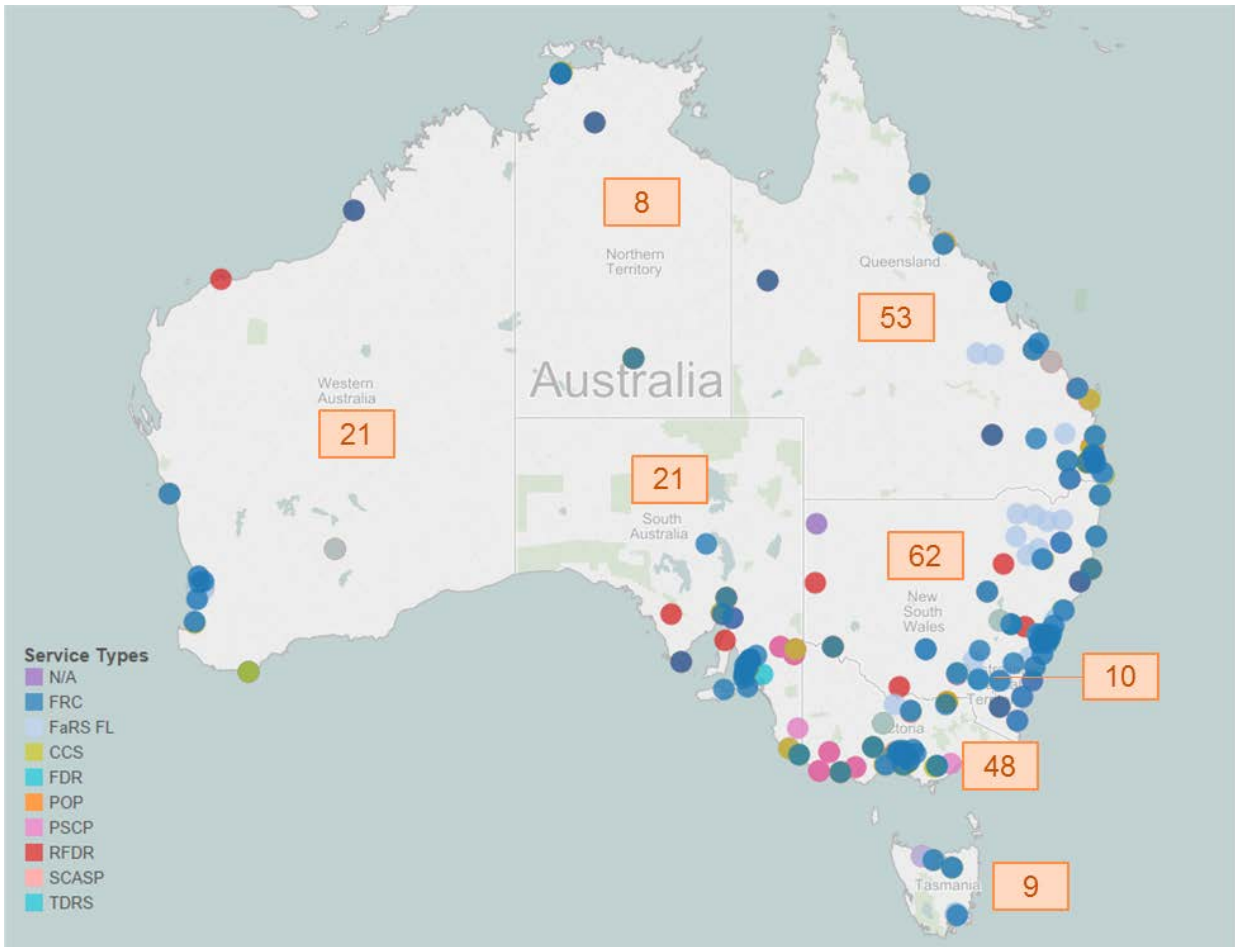 8
Northern
Territory
Queensland
53
Australia
Western
Australia
21
21
South
Australia
62
New
South
Wales
10
48
Tasmania
9
Service Types
N/A
FRC
FaRS FL
CCS
FDR
POP
PSCP
RFDR
SCASP
TDRS